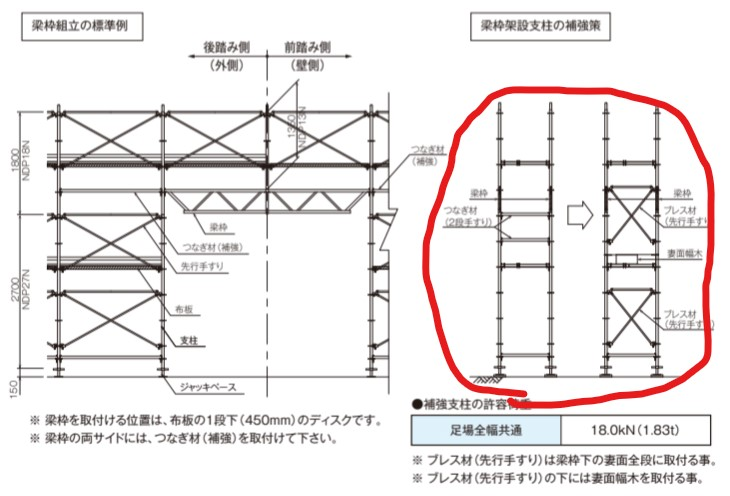 梁枠組立の標準例
後踏み側
（外側）
前踏み側
（壁側）
1800
NDP18N
NDP13N
つなぎ材
（補強）
梁枠
つなぎ材（補強）
先行手すり
2700
NDP27N
布板
支柱
150
ジャッキベース
※ 梁枠を取付ける位置は、布板の1段下（450mm）のディスクです。
※ 梁枠の両サイドには、つなぎ材（補強）を取付けて下さい。
梁枠架設支柱の補強策
梁枠
つなぎ材
（2段手すり）
梁枠
ブレス材
（先行手すり
妻面幅木
ブレス材
（先行手すり）
●補強支柱の許容荷重
足場全幅共通
18.0kN（1.83t）
※ ブレス材（先行手すり）は梁枠下の妻面全段に取付る事。
※ ブレス材（先行手すり）の下には妻面幅木を取付る事。